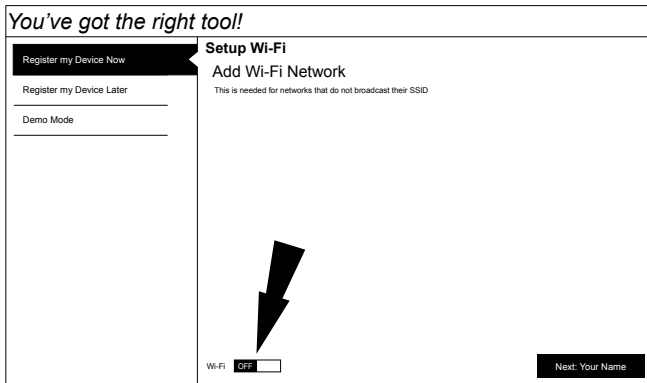 You've got the right tool!
Register my Device Now
Register my Device Later
Demo Mode
Setup Wi-Fi
Add Wi-Fi Network
This is needed for networks that do not broadcast their SSID
Wi-Fi OFF
Next: Your Name